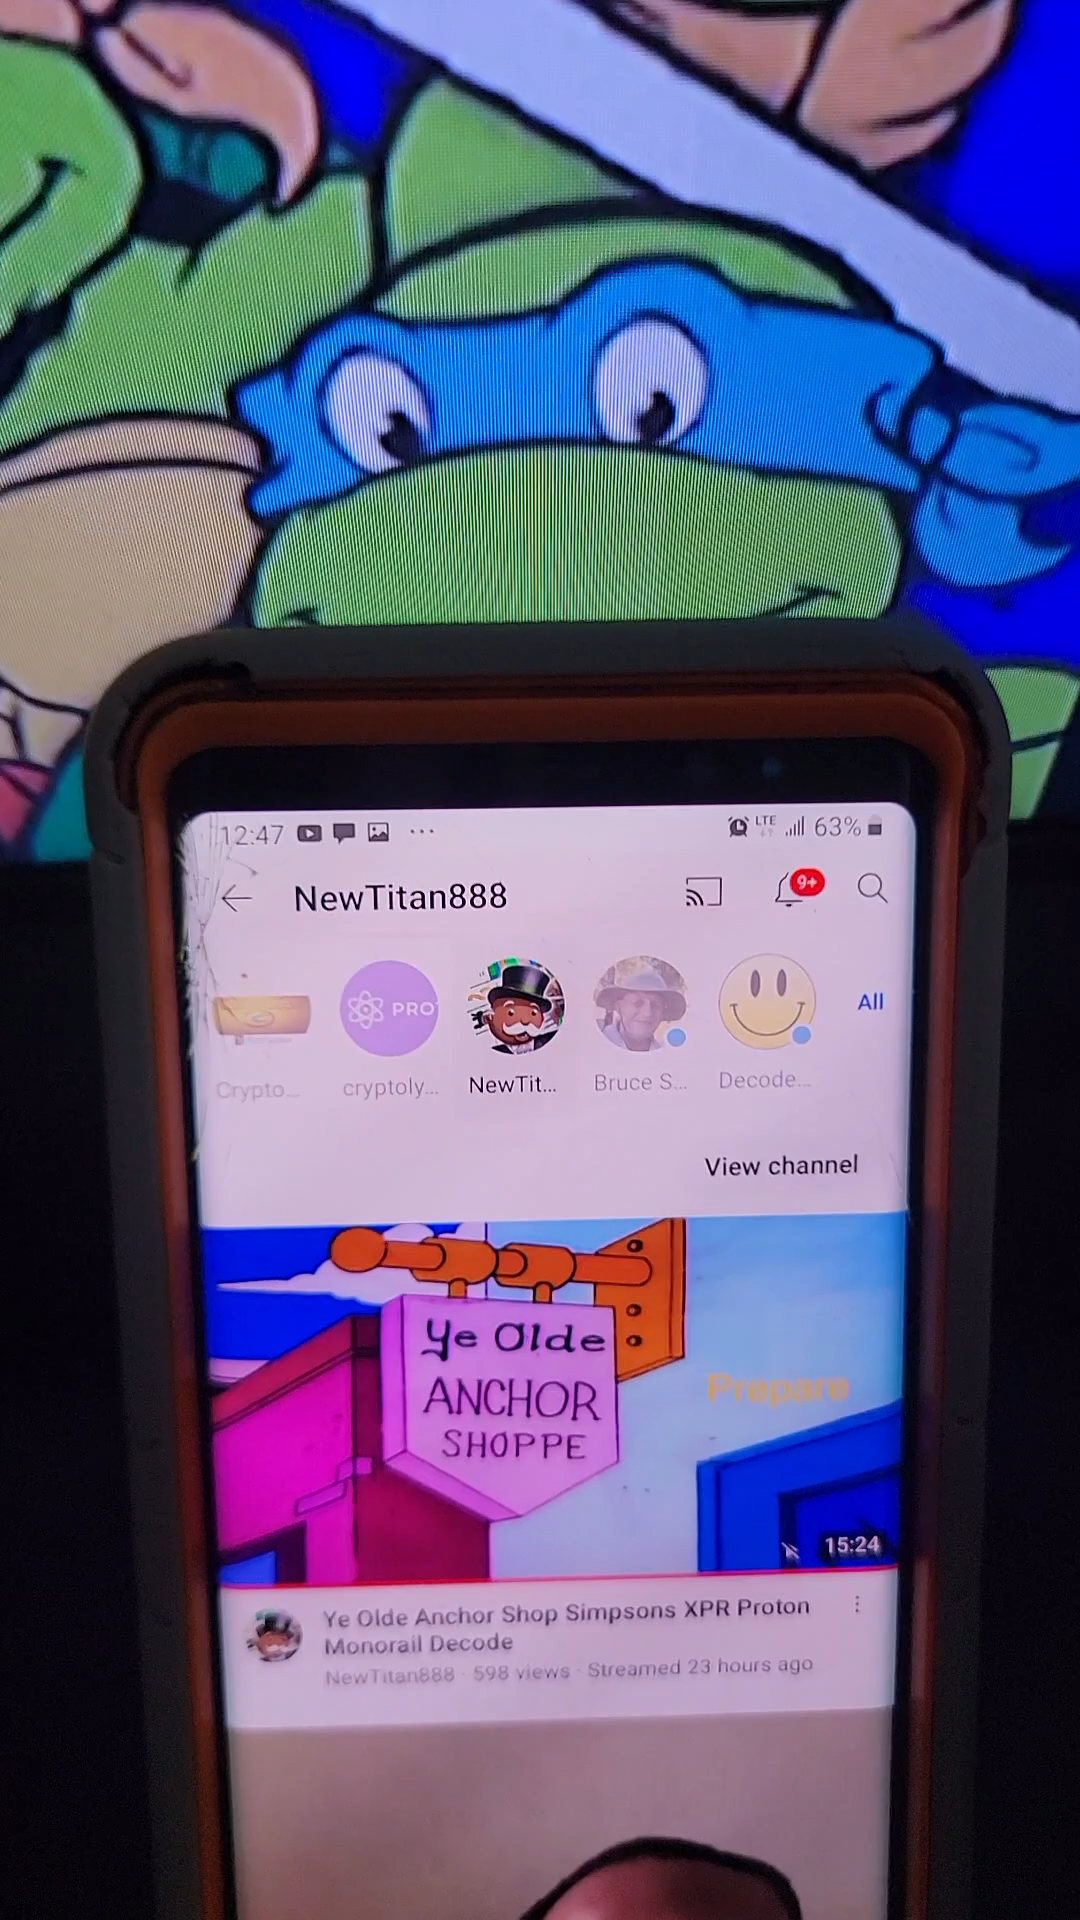 12:47
LTE
63%
NewTitan888
9+
PRO
All
Crypto...
cryptoly...
NewTit...
Bruce S...
Decode...
View channel
Ye Olde
ANCHOR
SHOPPE
Prepare
15:24
Ye Olde Anchor Shop Simpsons XPR Proton
Monorail Decode
NewTitan888 · 598 views · Streamed 23 hours ago